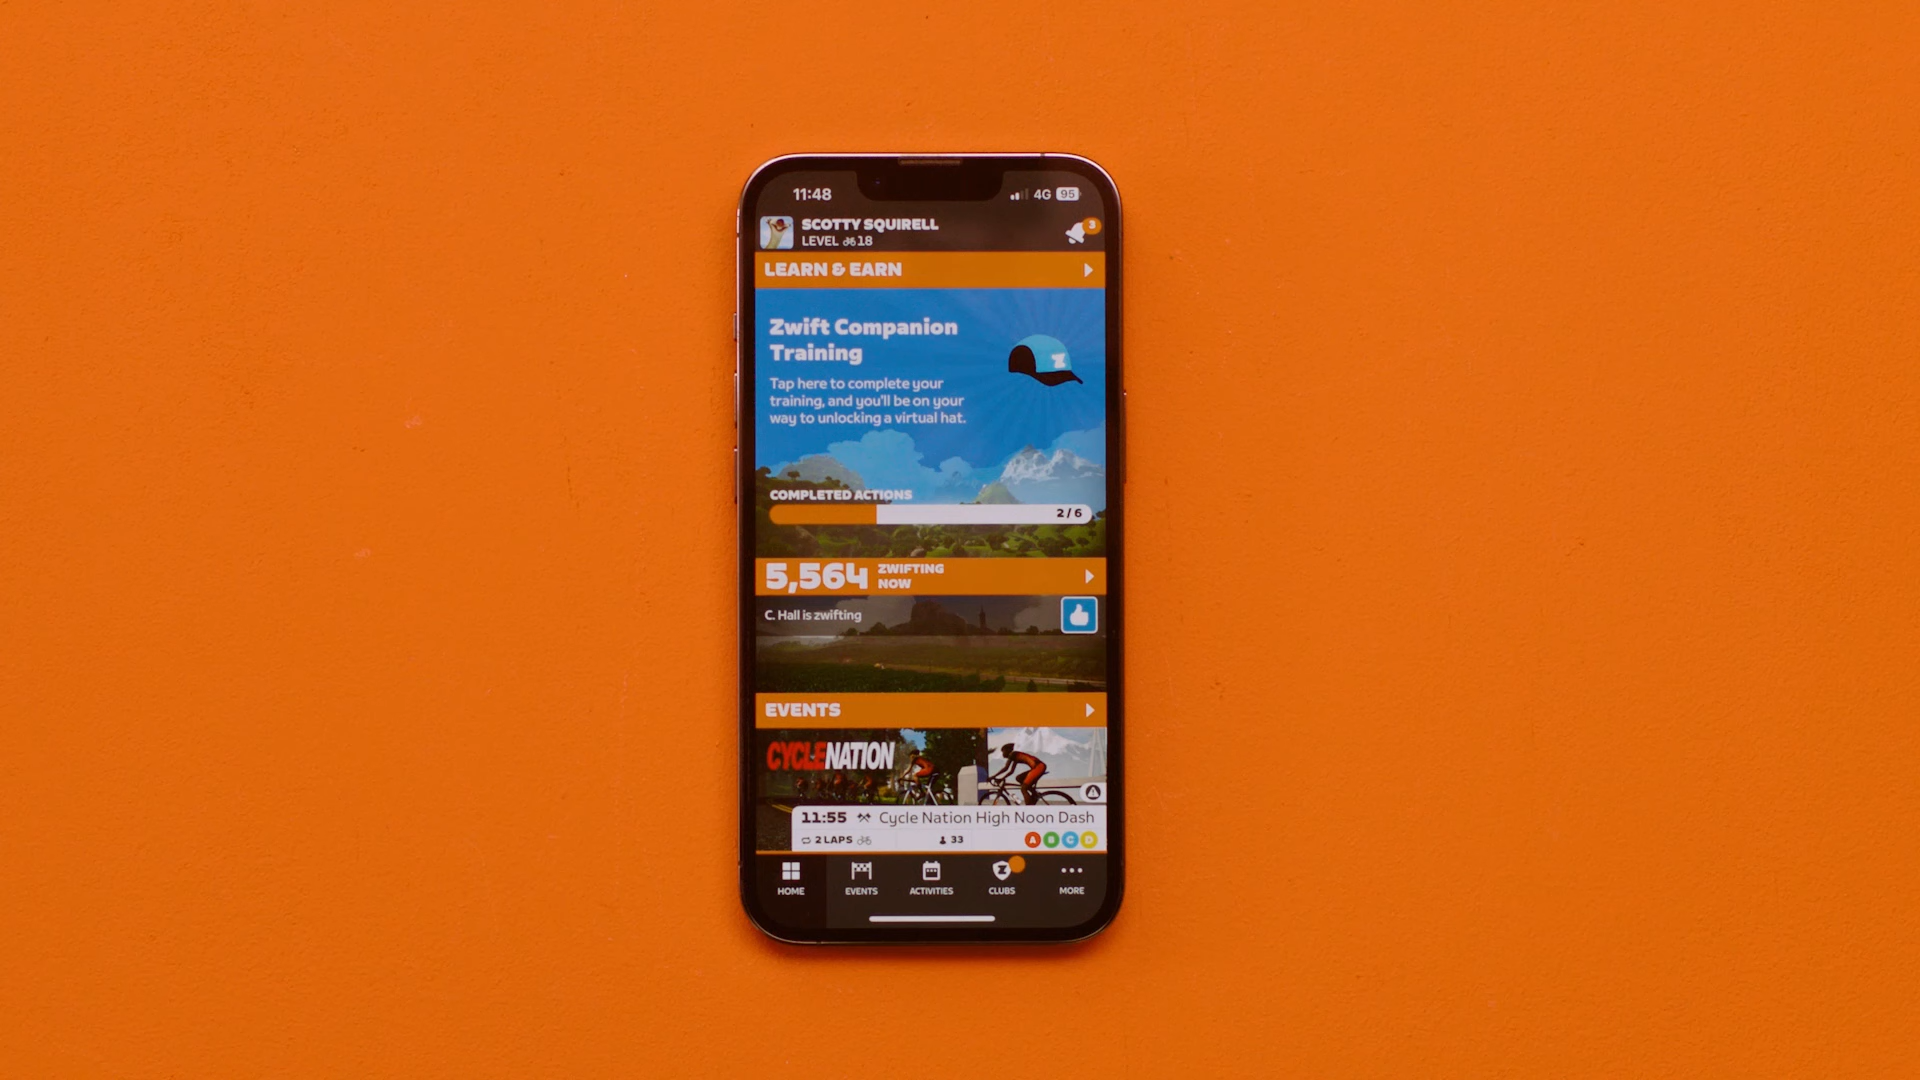 11:48
4G 95
SCOTTY SQUIRELL
3
LEVEL 18
LEARN & EARN
Zwift Companion
Training
Tap here to complete your
training, and you'll be on your
way to unlocking a virtual hat.
COMPLETED ACTIONS
2 / 6
5,564 ZWIFTING
NOW
C. Hall is zwifting
EVENTS
CYCLENATION
11:55 Cycle Nation High Noon Dash
2 LAPS 33 A B C D
HOME EVENTS ACTIVITIES CLUBS MORE